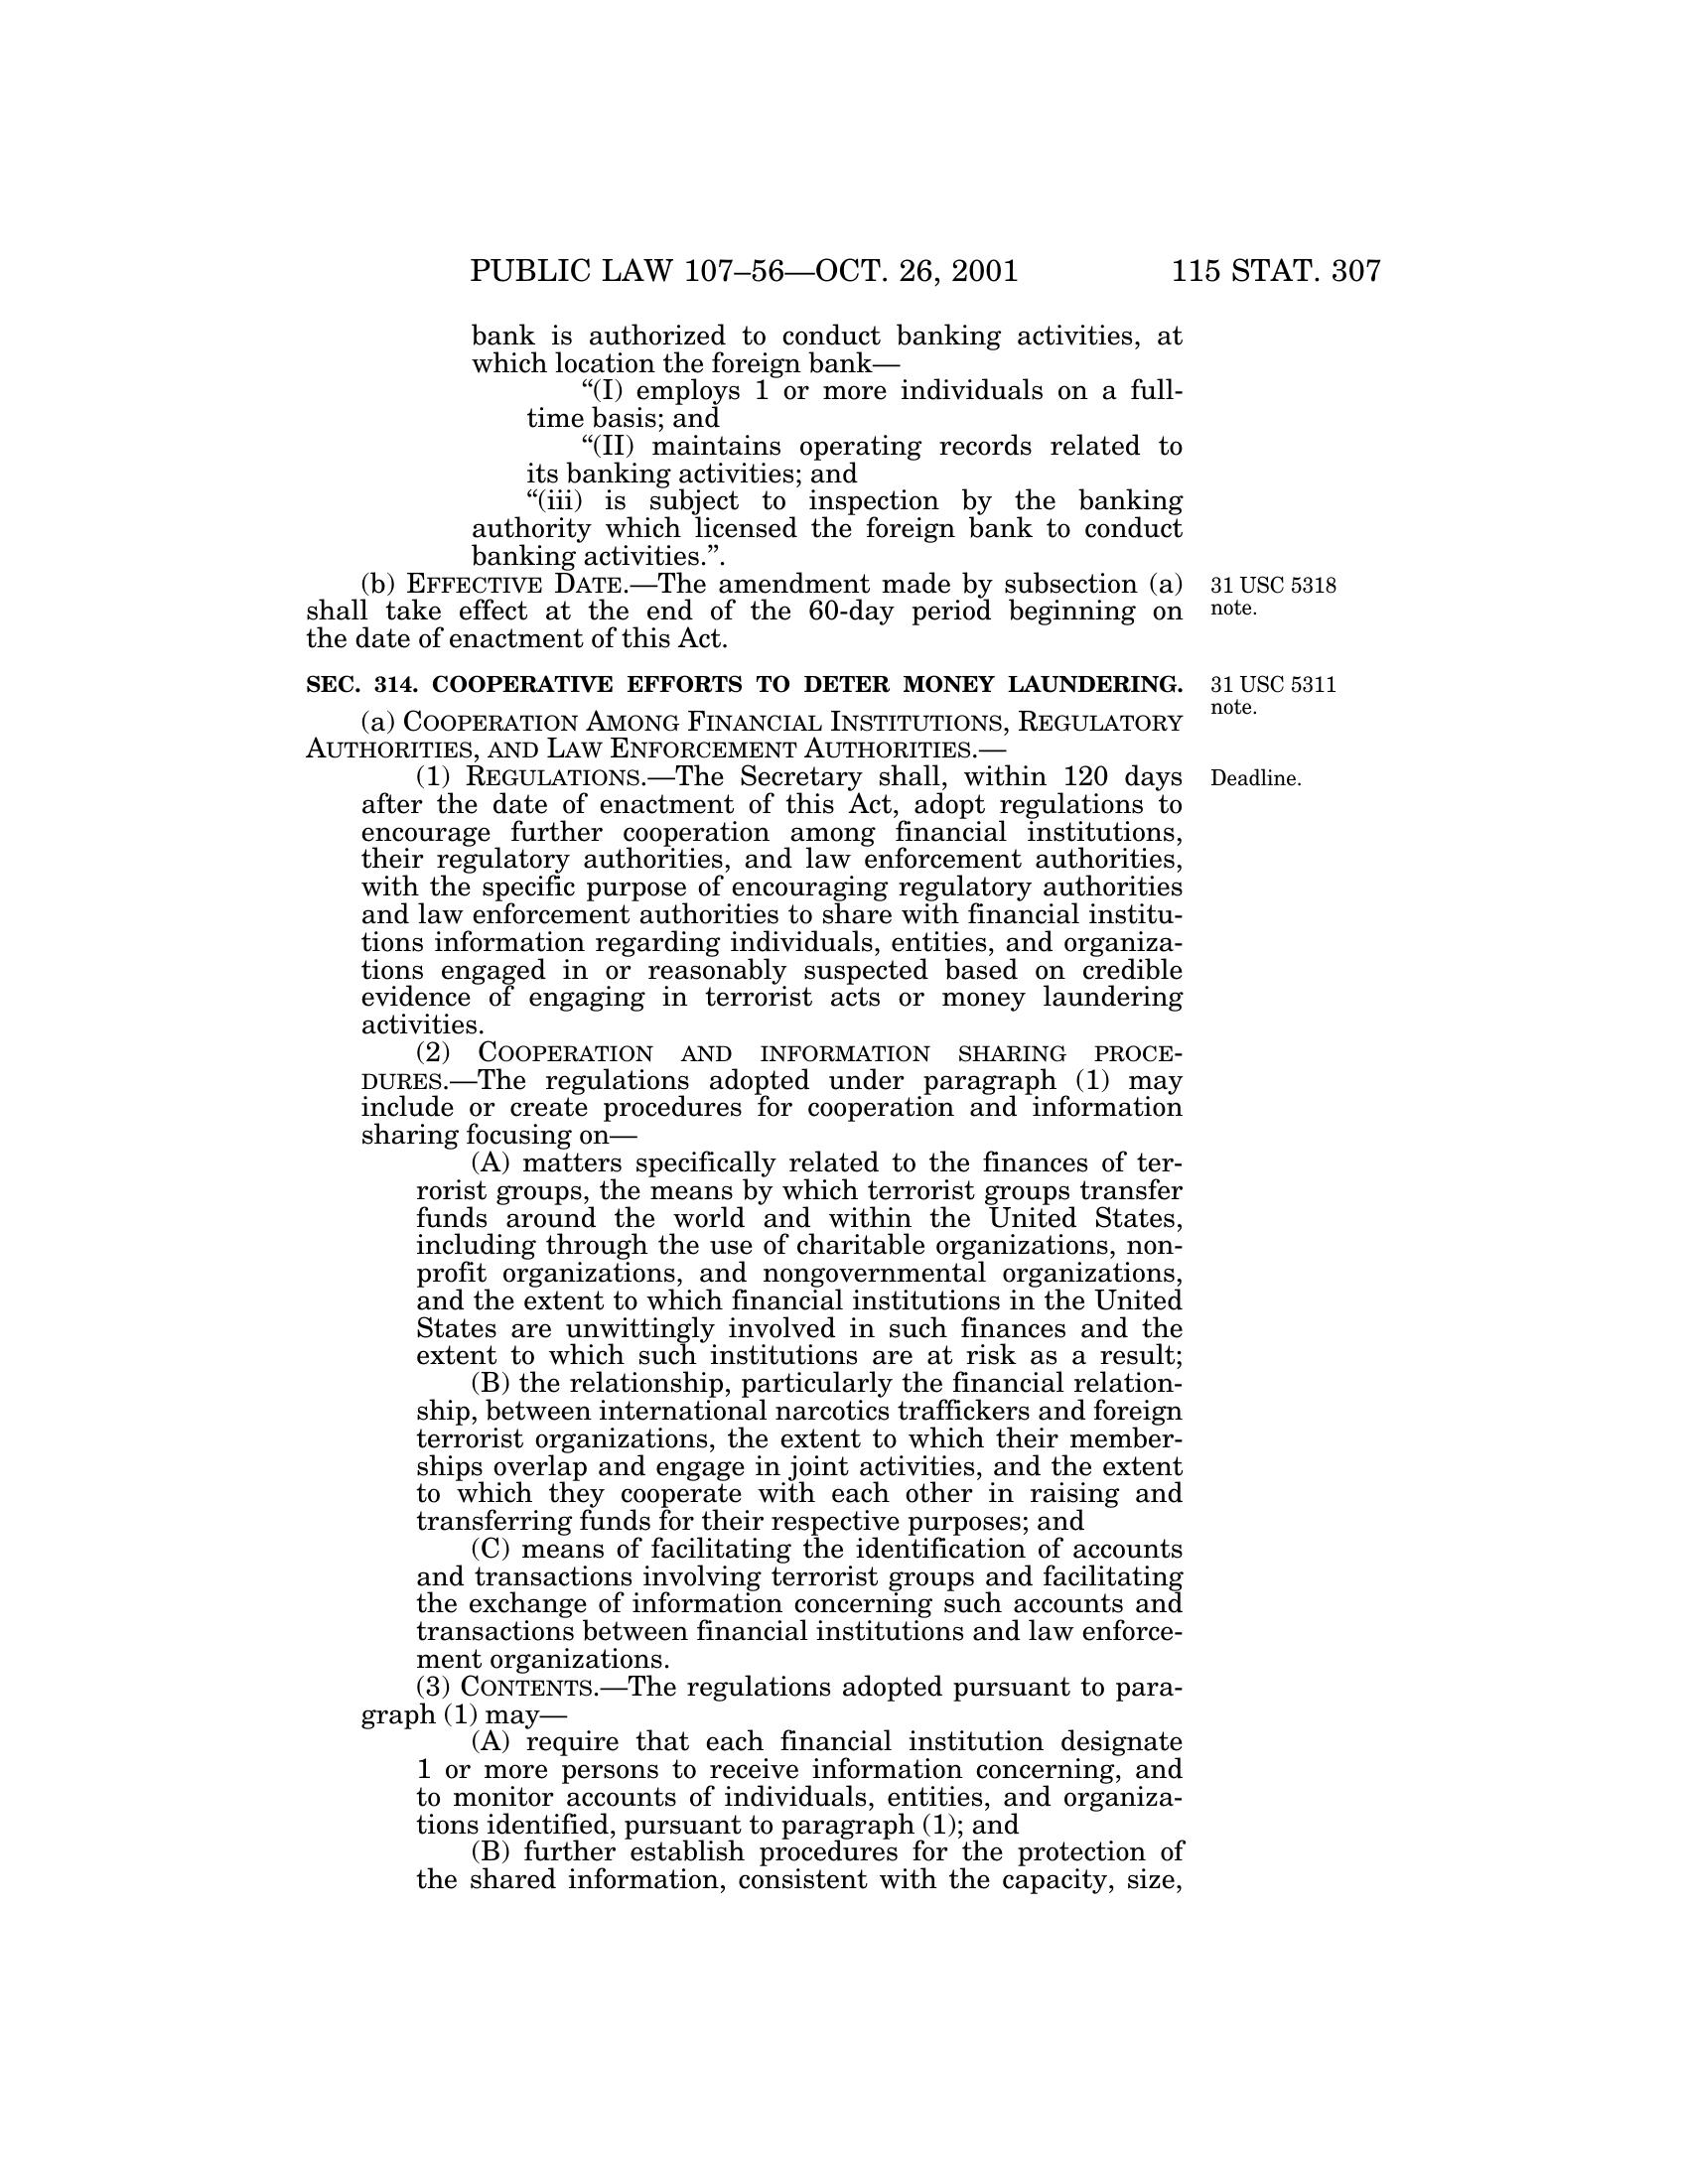 PUBLIC LAW 107–56—OCT. 26, 2001 115 STAT. 307
bank is authorized to conduct banking activities, at
which location the foreign bank—
“(I) employs 1 or more individuals on a full-
time basis; and
“(II) maintains operating records related to
its banking activities; and
“(iii) is subject to inspection by the banking
authority which licensed the foreign bank to conduct
banking activities.”.
(b) EFFECTIVE DATE.—The amendment made by subsection (a)
shall take effect at the end of the 60-day period beginning on
the date of enactment of this Act.
31 USC 5318
note.
SEC. 314. COOPERATIVE EFFORTS TO DETER MONEY LAUNDERING.
31 USC 5311
note.
(a) COOPERATION AMONG FINANCIAL INSTITUTIONS, REGULATORY
AUTHORITIES, AND LAW ENFORCEMENT AUTHORITIES.—
(1) REGULATIONS.—The Secretary shall, within 120 days
Deadline.
after the date of enactment of this Act, adopt regulations to
encourage further cooperation among financial institutions,
their regulatory authorities, and law enforcement authorities,
with the specific purpose of encouraging regulatory authorities
and law enforcement authorities to share with financial institu-
tions information regarding individuals, entities, and organiza-
tions engaged in or reasonably suspected based on credible
evidence of engaging in terrorist acts or money laundering
activities.
(2) COOPERATION AND INFORMATION SHARING PROCE-
DURES.—The regulations adopted under paragraph (1) may
include or create procedures for cooperation and information
sharing focusing on—
(A) matters specifically related to the finances of ter-
rorist groups, the means by which terrorist groups transfer
funds around the world and within the United States,
including through the use of charitable organizations, non-
profit organizations, and nongovernmental organizations,
and the extent to which financial institutions in the United
States are unwittingly involved in such finances and the
extent to which such institutions are at risk as a result;
(B) the relationship, particularly the financial relation-
ship, between international narcotics traffickers and foreign
terrorist organizations, the extent to which their member-
ships overlap and engage in joint activities, and the extent
to which they cooperate with each other in raising and
transferring funds for their respective purposes; and
(C) means of facilitating the identification of accounts
and transactions involving terrorist groups and facilitating
the exchange of information concerning such accounts and
transactions between financial institutions and law enforce-
ment organizations.
(3) CONTENTS.—The regulations adopted pursuant to para-
graph (1) may—
(A) require that each financial institution designate
1 or more persons to receive information concerning, and
to monitor accounts of individuals, entities, and organiza-
tions identified, pursuant to paragraph (1); and
(B) further establish procedures for the protection of
the shared information, consistent with the capacity, size,